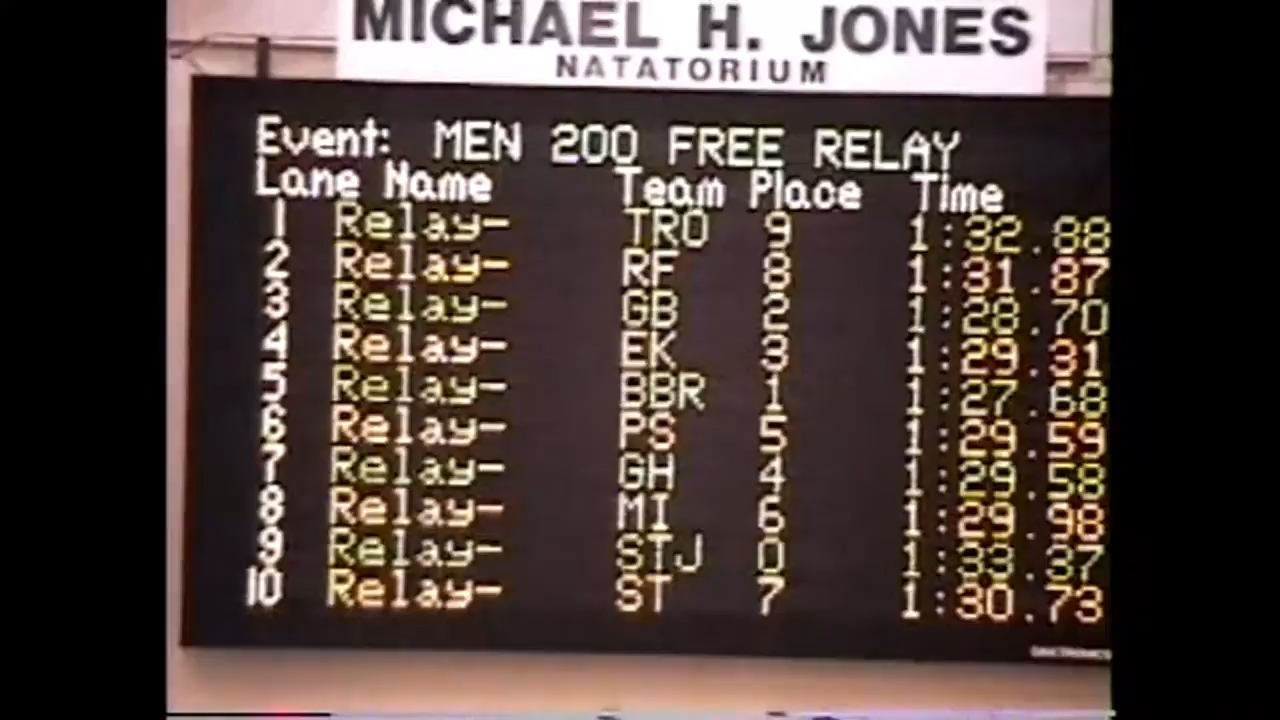 MICHAEL H. JONES
NATATORIUM
Event: MEN 200 FREE RELAY
Lane Name Team Place Time
1 Relay- TRO 9 1:32.88
2 Relay- RF 8 1:31.87
3 Relay- GB 2 1:28.70
4 Relay- EK 3 1:29.31
5 Relay- BBR 1 1:27.68
6 Relay- PS 5 1:29.59
7 Relay- GH 4 1:29.58
8 Relay- MI 6 1:29.98
9 Relay- STJ 0 1:33.37
10 Relay- ST 7 1:30.73